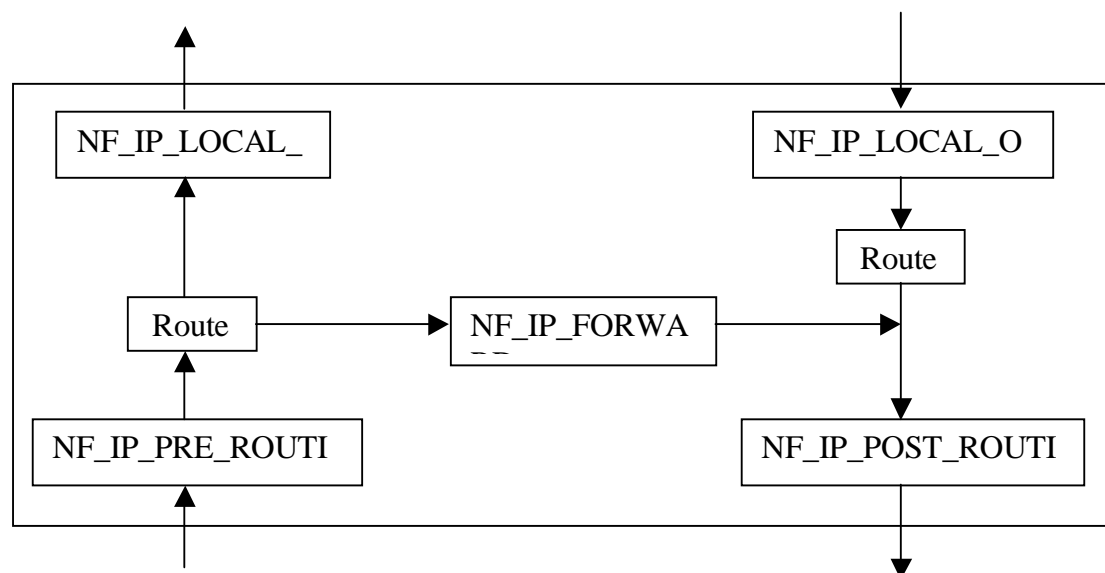 NF_IP_LOCAL_
NF_IP_LOCAL_O
Route
Route
NF_IP_FORWA
NF_IP_PRE_ROUTI
NF_IP_POST_ROUTI